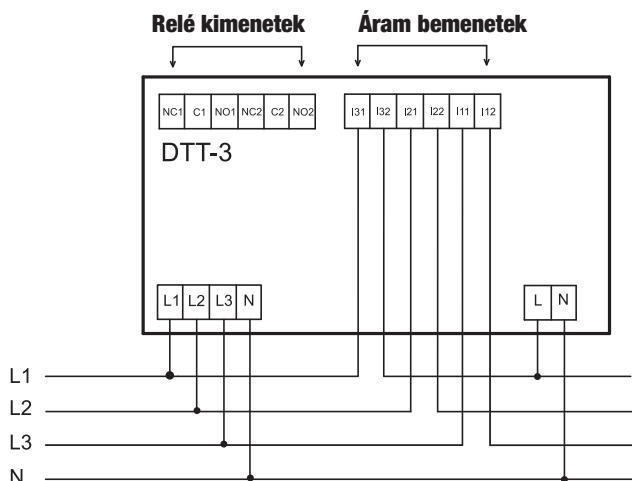 Relé kimenetek Áram bemenetek
NC1 C1 NO1 NC2 C2 NO2 I31 I32 I21 I22 I11 I12
DTT-3
L1 L2 L3 N L N
L1
L2
L3
N